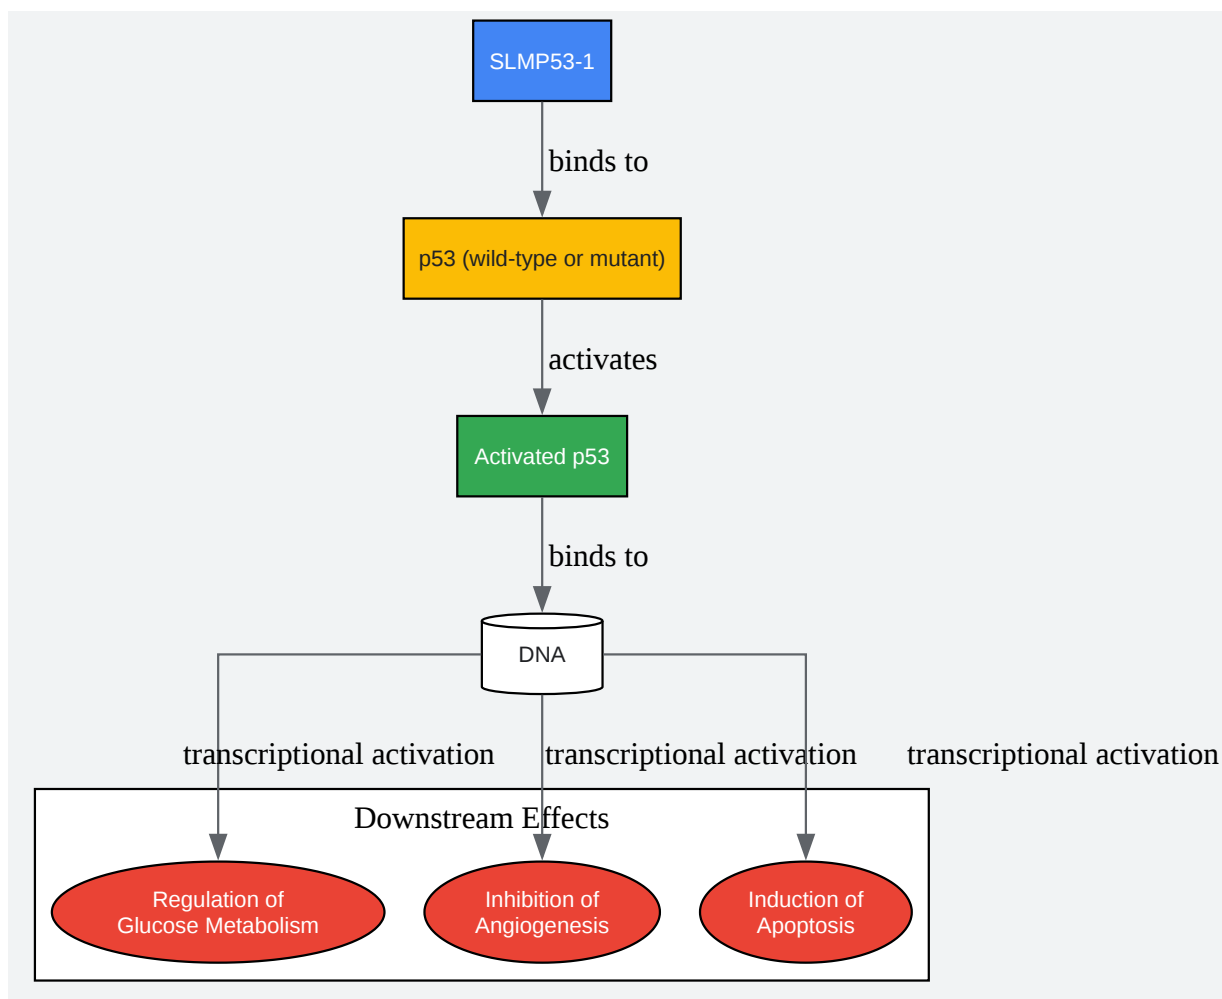 SLMP53-1
binds to
p53 (wild-type or mutant)
activates
Activated p53
binds to
DNA
transcriptional activation
transcriptional activation
transcriptional activation
Downstream Effects
Regulation of
Glucose Metabolism
Inhibition of
Angiogenesis
Induction of
Apoptosis